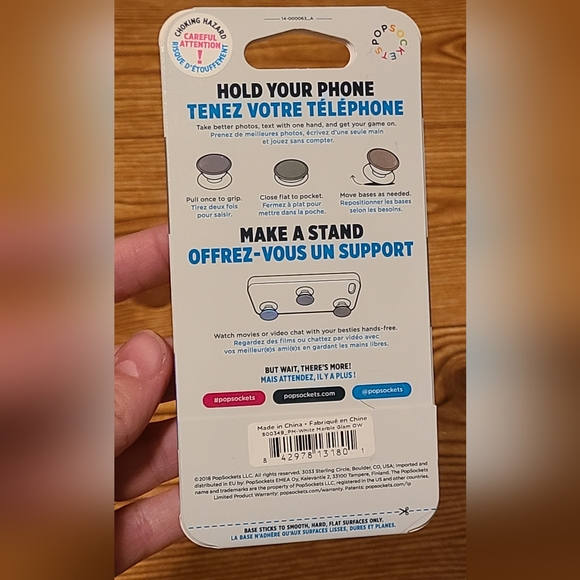 14-000063_A
CHOKING HAZARD
CAREFUL
ATTENTION
!
RISQUE D'ÉTOUFFEMENT
POPSOCKETS
HOLD YOUR PHONE
TENEZ VOTRE TÉLÉPHONE
Take better photos, text with one hand, and get your game on.
Prenez de meilleures photos, écrivez d'une seule main
et jouez sans compter.
Pull once to grip.
Tirez deux fois
pour saisir.
Close flat to pocket.
Fermez à plat pour
mettre dans la poche.
Move bases as needed.
Repositionner les bases
selon les besoins.
MAKE A STAND
OFFREZ-VOUS UN SUPPORT
Watch movies or video chat with your besties hands-free.
Regardez des films ou chattez par vidéo avec
vos meilleur(e)s ami(e)s en gardant les mains libres.
BUT WAIT, THERE'S MORE!
MAIS ATTENDEZ, IL Y A PLUS !
#popsockets
popsockets.com
@popsockets
Made in China • Fabriqué en Chine
800349_PH-White Marble Glam OW
8 42978 13180 1
©2018 PopSockets LLC. All rights reserved. 3033 Sterling Circle, Boulder, CO, USA; Imported and
distributed in EU by: PopSockets EMEA Oy, Kalevantie 2, 33100 Tampere, Finland. The PopSockets
name and trademarks are the property of PopSockets LLC, registered in the US and other countries.
Limited Product Warranty: popsockets.com/warranty. Patents: popsockets.com/ip
BASE STICKS TO SMOOTH, HARD, FLAT SURFACES ONLY.
LA BASE N'ADHÈRE QU'AUX SURFACES LISSES, DURES ET PLANES.